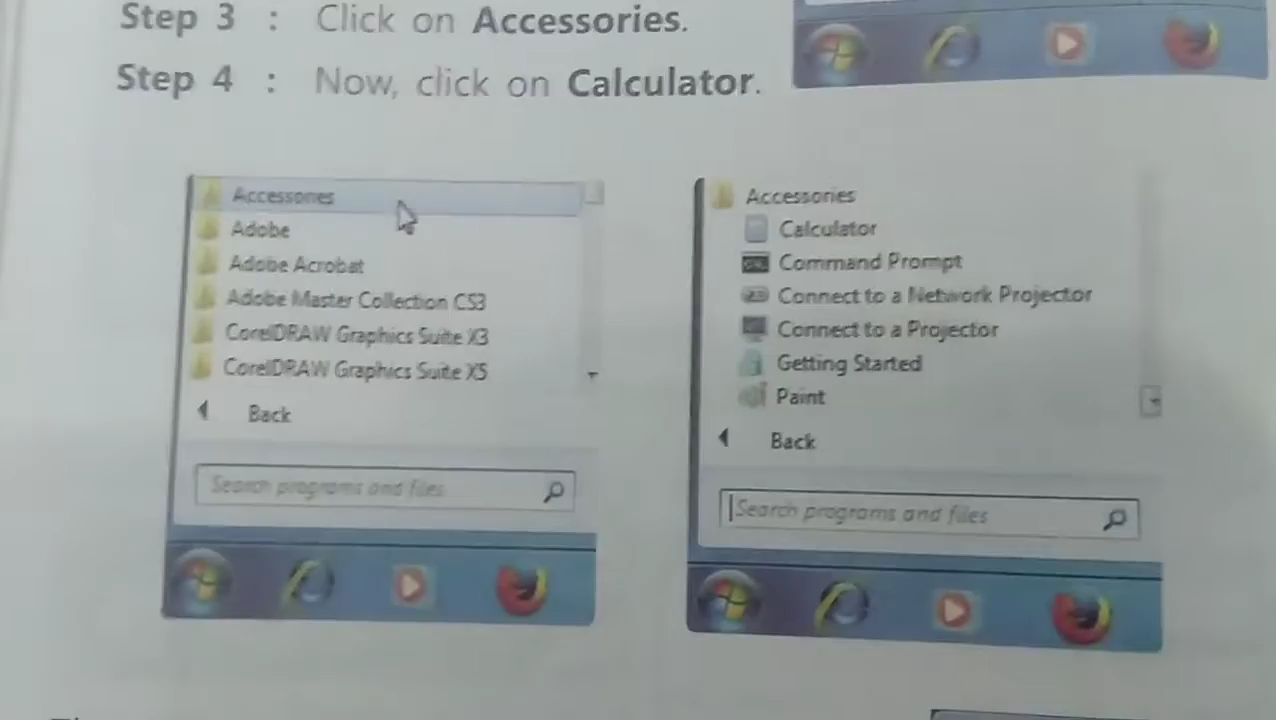 Step 3 : Click on Accessories.
Step 4 : Now, click on Calculator.
Accessories
Adobe
Adobe Acrobat
Adobe Master Collection CS3
CorelDRAW Graphics Suite X3
CorelDRAW Graphics Suite X5
Back
Search programs and files
Accessories
Calculator
Command Prompt
Connect to a Network Projector
Connect to a Projector
Getting Started
Paint
Back
Search programs and files